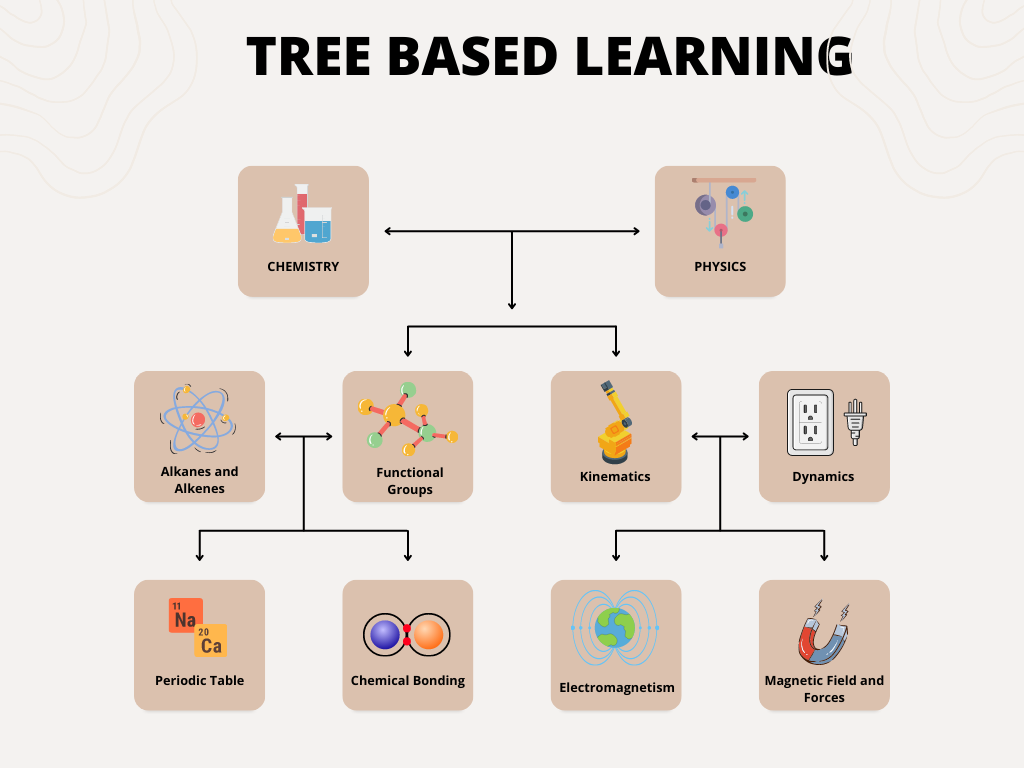 TREE BASED LEARNING
CHEMISTRY
PHYSICS
Alkanes and
Alkenes
Functional
Groups
Kinematics
Dynamics
11
Na
20
Ca
Periodic Table
Chemical Bonding
Electromagnetism
Magnetic Field and
Forces